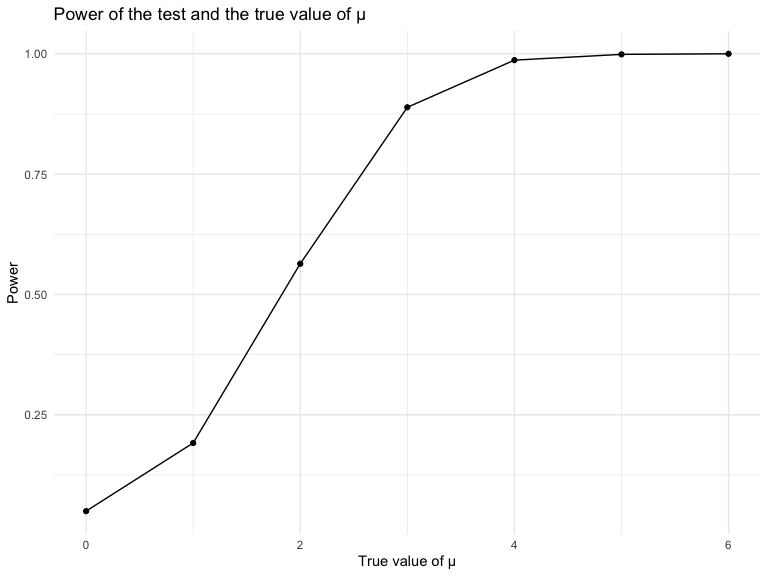 Power of the test and the true value of μ
1.00
0.75
0.50
0.25
Power
0 2 4 6
True value of μ